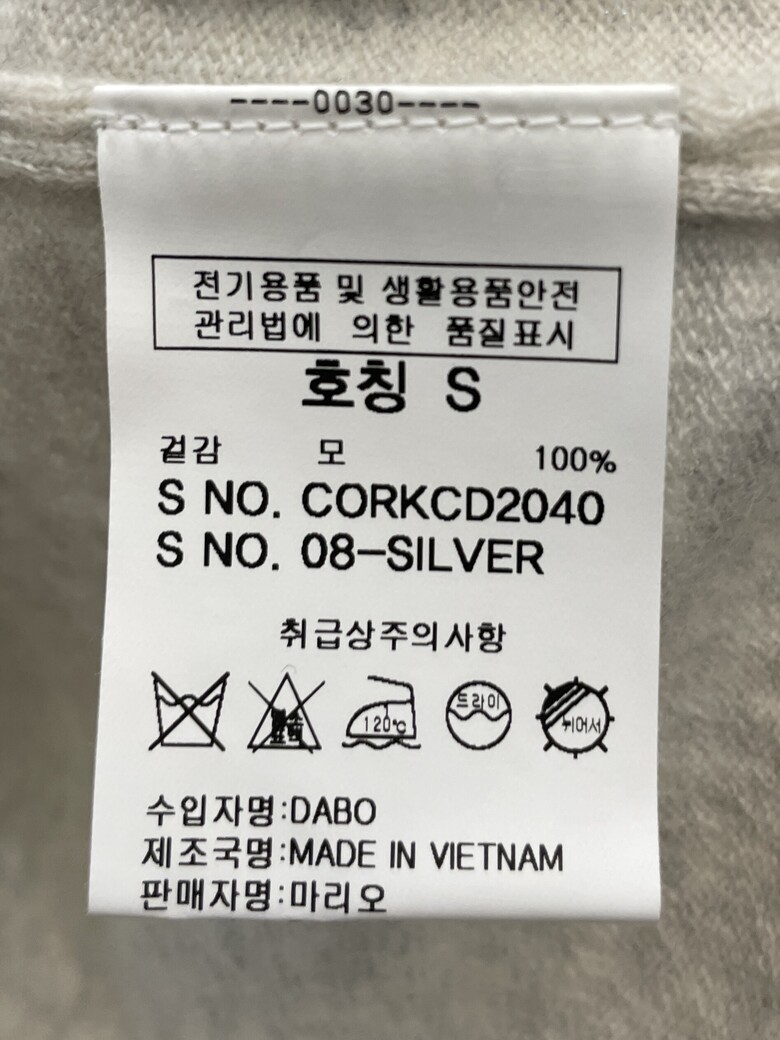 ----0030----
전기용품 및 생활용품안전
관리법에 의한 품질표시
호칭 S
겉감 모 100%
S NO. CORKCD2040
S NO. 08-SILVER
취급상주의사항
120℃ 드라이 뉘어서
수입자명:DABO
제조국명:MADE IN VIETNAM
판매자명:마리오